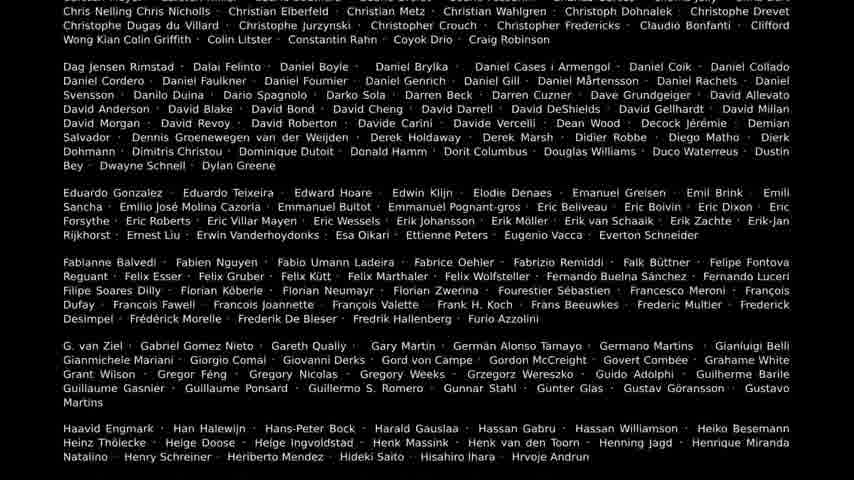 Chris Nelling Chris Nicholls · Christian Eiberfeld · Christian Metz · Christian Wahlgren · Christoph Dohnalek · Christophe Drevet
Christophe Dugas du Villard · Christophe Jurzynski · Christopher Crouch · Christopher Fredericks · Claudio Bonfanti · Clifford
Wong Kian Colin Griffith · Colin Litster · Constantin Rahn · Coyok Drio · Craig Robinson
Dag Jensen Rimstad · Dalai Felinto · Daniel Boyle · Daniel Brylka · Daniel Cases i Armengol · Daniel Coik · Daniel Collado
Daniel Cordero · Daniel Faulkner · Daniel Fournier · Daniel Genrich · Daniel Gill · Daniel Mårtensson · Daniel Rachels · Daniel
Svensson · Danilo Duina · Dario Spagnolo · Darko Sola · Darren Beck · Darren Cuzner · Dave Grundgeiger · David Allevato
David Anderson · David Blake · David Bond · David Cheng · David Darrell · David DeShields · David Gellhardt · David Millan
David Morgan · David Revoy · David Roberton · Davide Carini · Davide Vercelli · Dean Wood · Decock Jérémie · Demian
Salvador · Dennis Groenewegen van der Weijden · Derek Holdaway · Derek Marsh · Didier Robbe · Diego Matho · Dierk
Dohmann · Dimitris Christou · Dominique Dutoit · Donald Hamm · Dorit Columbus · Douglas Williams · Duco Waterreus · Dustin
Bey · Dwayne Schnell · Dylan Greene
Eduardo Gonzalez · Eduardo Teixeira · Edward Hoare · Edwin Klijn · Elodie Denaes · Emanuel Greisen · Emil Brink · Emili
Sancha · Emilio José Molina Cazoria · Emmanuel Buitot · Emmanuel Pognant-gros · Eric Beliveau · Eric Boivin · Eric Dixon · Eric
Forsythe · Eric Roberts · Eric Villar Mayen · Eric Wessels · Erik Johansson · Erik Möller · Erik van Schaaik · Erik Zachte · Erik-Jan
Rijkhorst · Ernest Liu · Erwin Vanderhoydonks · Esa Oikari · Ettienne Peters · Eugenio Vacca · Everton Schneider
Fabianne Balvedi · Fabien Nguyen · Fabio Umann Ladeira · Fabrice Oehler · Fabrizio Remiddi · Falk Büttner · Felipe Fontova
Reguant · Felix Esser · Felix Gruber · Felix Kütt · Felix Marthaler · Felix Wolfsteller · Fernando Buelna Sánchez · Fernando Luceri
Filipe Soares Dilly · Florian Köberle · Florian Neumayr · Florian Zwerina · Fourestier Sébastien · Francesco Meroni · François
Dufay · Francois Fawell · Francois Joannette · François Valette · Frank H. Koch · Frans Beeuwkes · Frederic Multier · Frederick
Desimpel · Frédérick Morelle · Frederik De Bleser · Fredrik Hallenberg · Furio Azzolini
G. van Ziel · Gabriel Gomez Nieto · Gareth Qually · Gary Martin · Germán Alonso Tamayo · Germano Martins · Gianluigi Belli
Gianmichele Mariani · Giorgio Comai · Giovanni Derks · Gord von Campe · Gordon McCreight · Govert Combée · Grahame White
Grant Wilson · Gregor Féng · Gregory Nicolas · Gregory Weeks · Grzegorz Wereszko · Guido Adolphi · Guilherme Barile
Guillaume Gasnier · Guillaume Ponsard · Guillermo S. Romero · Gunnar Stahl · Gunter Glas · Gustav Göransson · Gustavo
Martins
Haavid Engmark · Han Halewijn · Hans-Peter Bock · Harald Gauslaa · Hassan Gabru · Hassan Williamson · Heiko Besemann
Heinz Thölecke · Helge Doose · Helge Ingvoldstad · Henk Massink · Henk van den Toorn · Henning Jagd · Henrique Miranda
Natalino · Henry Schreiner · Heriberto Mendez · Hideki Saito · Hisahiro Ihara · Hrvoje Andrun